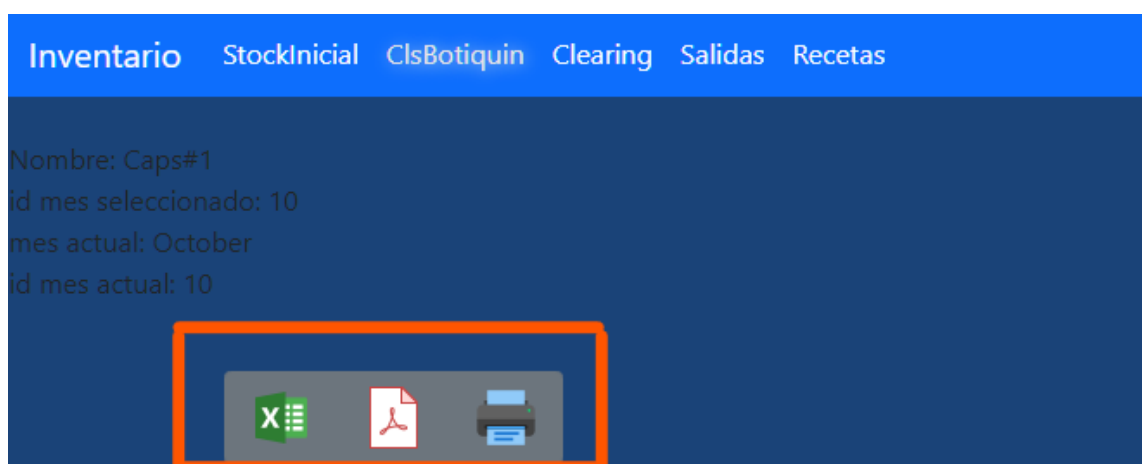 Inventario StockInicial ClsBotiquin Clearing Salidas Recetas
Nombre: Caps#1
id mes seleccionado: 10
mes actual: October
id mes actual: 10
X